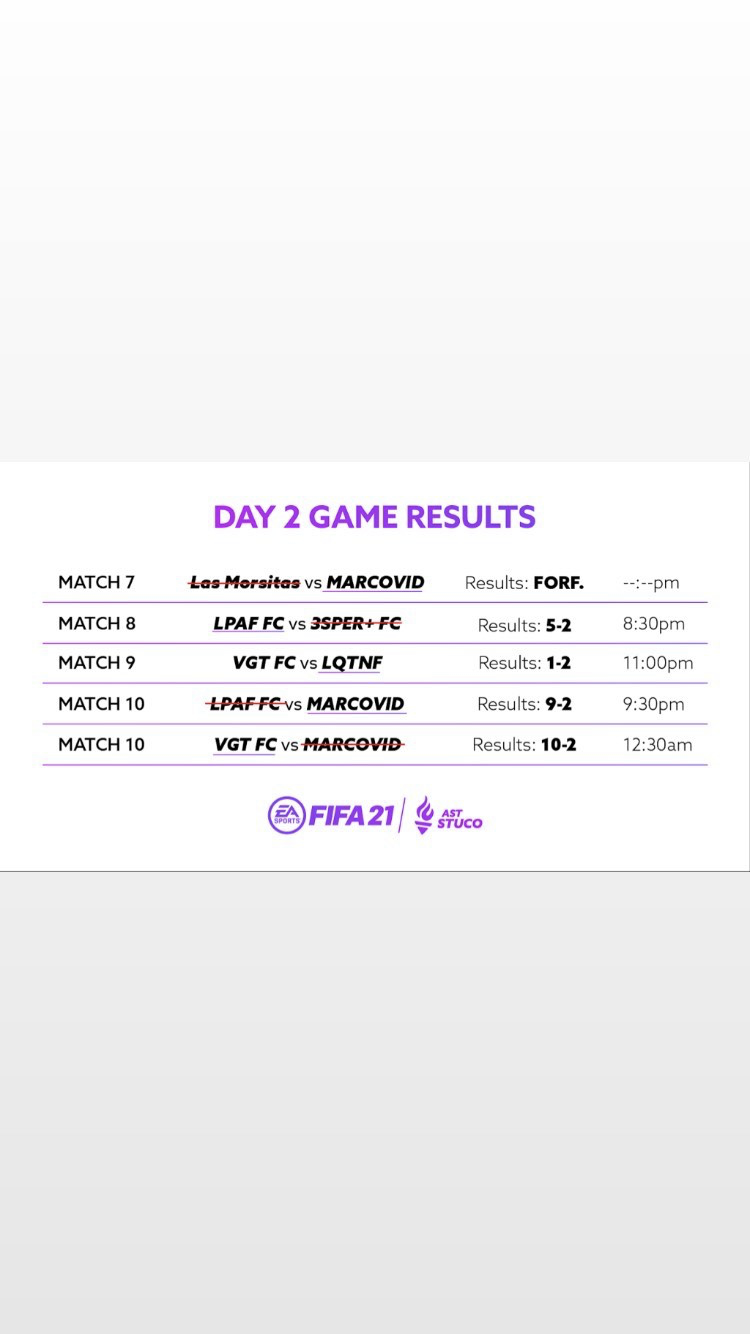 DAY 2 GAME RESULTS
MATCH 7 Las Morsitas vs MARCOVID Results: FORF. --:--pm
MATCH 8 LPAF FC vs 3SPER+ FC Results: 5-2 8:30pm
MATCH 9 VGT FC vs LQTNF Results: 1-2 11:00pm
MATCH 10 LPAF FC vs MARCOVID Results: 9-2 9:30pm
MATCH 10 VGT FC vs MARCOVID Results: 10-2 12:30am
EA SPORTS FIFA 21 AST STUCO